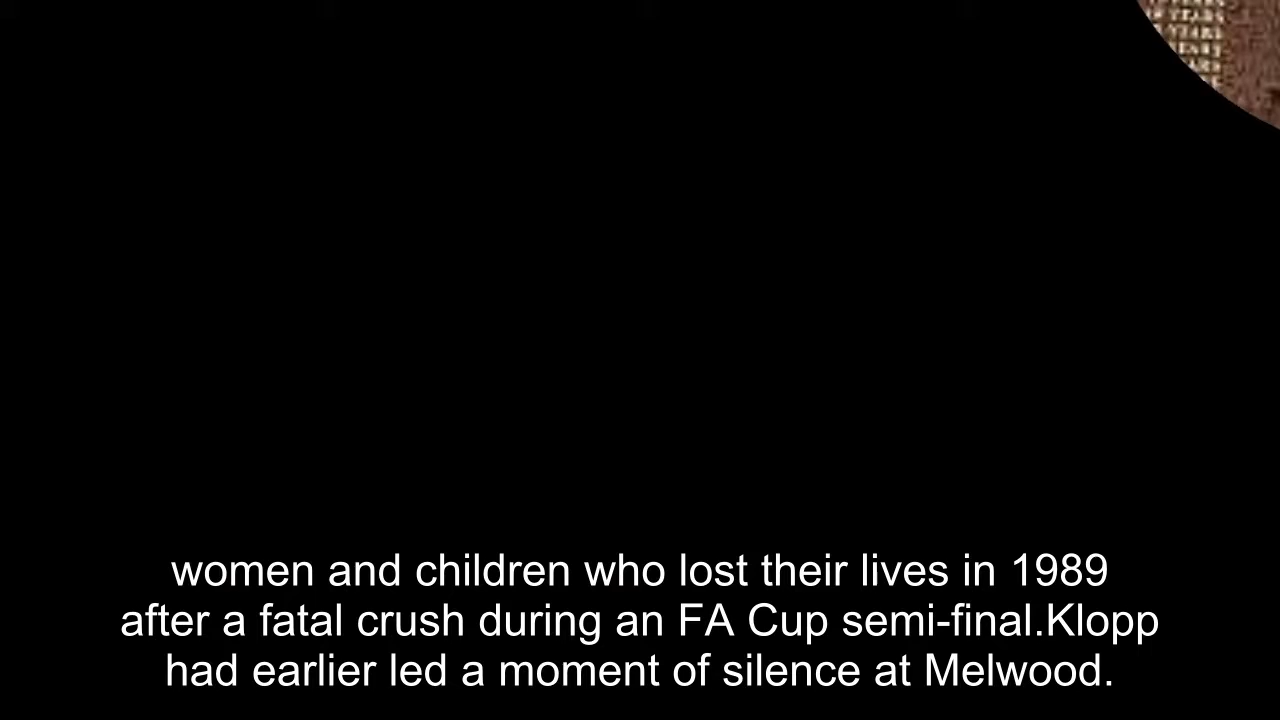 YEARS
women and children who lost their lives in 1989
after a fatal crush during an FA Cup semi-final.Klopp
had earlier led a moment of silence at Melwood.